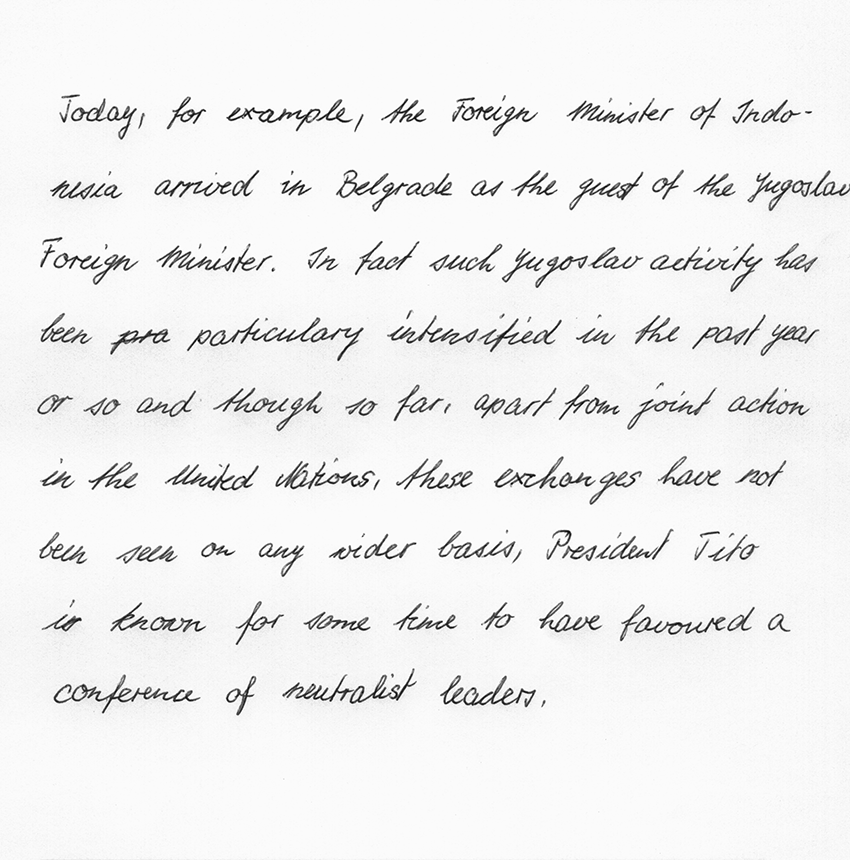 Today, for example, the Foreign Minister of Indo-
nesia arrived in Belgrade as the guest of the Yugoslav
Foreign Minister. In fact such Yugoslav activity has
been pra particulary intensified in the past year
or so and though so far, apart from joint action
in the United Nations, these exchanges have not
been seen on any wider basis, President Tito
is known for some time to have favoured a
conference of neutralist leaders.